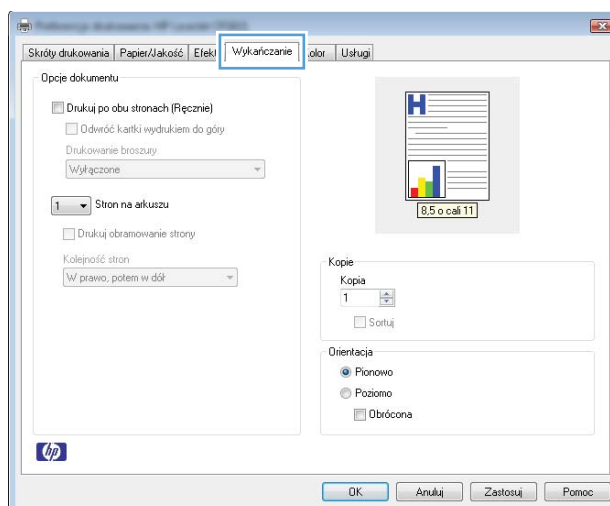 Skróty drukowania Papier/Jakość Efekt Wykańczanie olor Usługi
Opcje dokumentu
Drukuj po obu stronach (Ręcznie)
Odwróć kartki wydrukiem do góry
Drukowanie broszury
Wyłączone
1 Stron na arkuszu
Drukuj obramowanie strony
Kolejność stron
W prawo, potem w dół
H
8,5 o cali 11
Kopie
Kopia
1
Sortuj
Orientacja
Pionowo
Poziomo
Obrócona
hp
OK Anuluj Zastosuj Pomoc